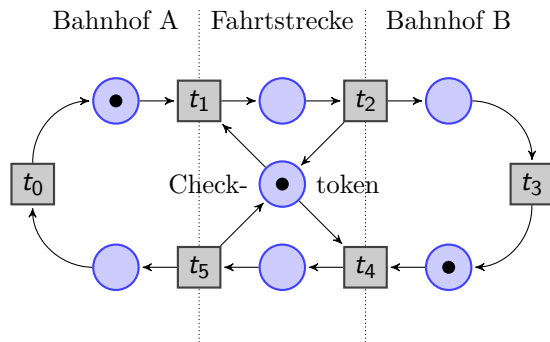 Bahnhof A Fahrtstrecke Bahnhof B
t₁ t₂
t₀ Check- token t₃
t₅ t₄